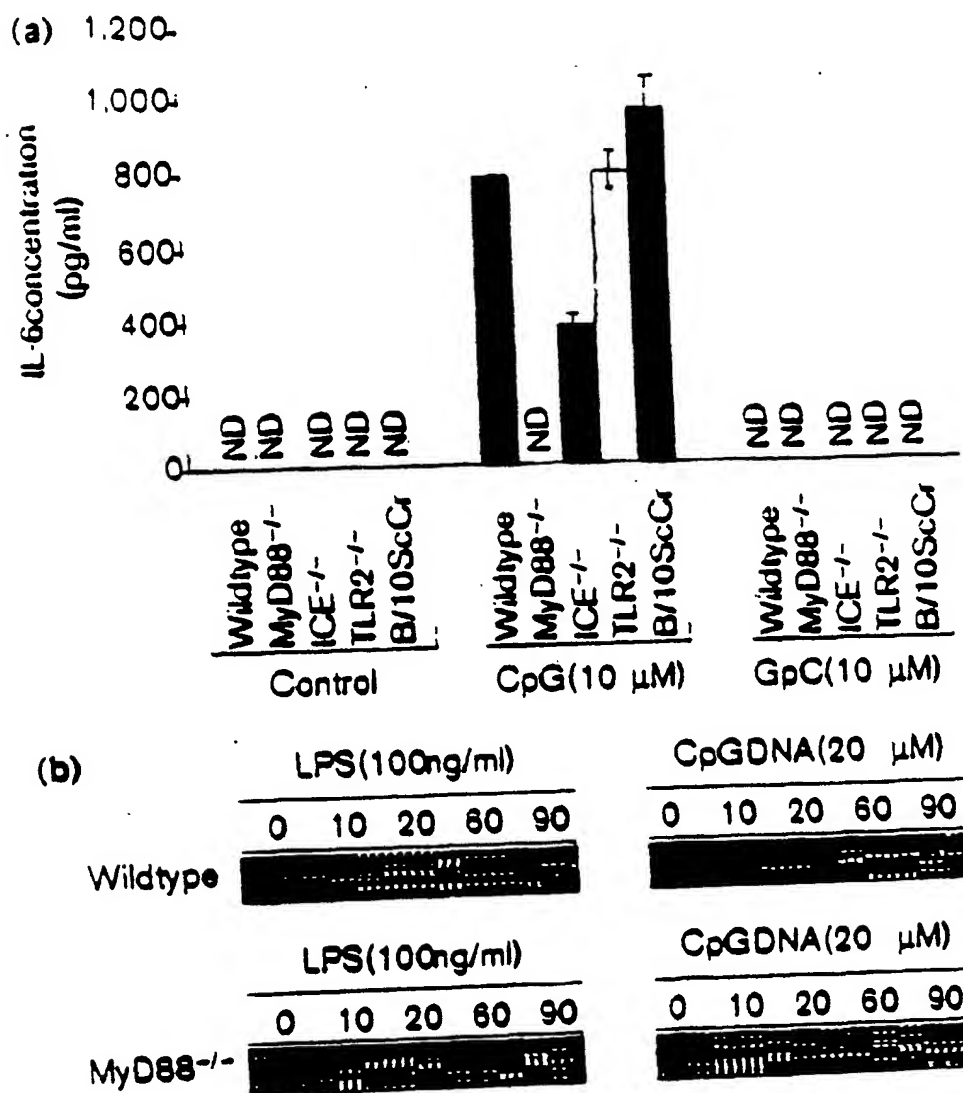 (a)
1,200
1,000
800
600
400
200
0
IL-6concentration
(pg/ml)
ND ND ND ND ND
ND
ND ND ND ND ND
Wildtype
MyD88-/-
ICE-/-
TLR2-/-
B/10ScCr
Control
Wildtype
MyD88-/-
ICE-/-
TLR2-/-
B/10ScCr
CpG(10 µM)
Wildtype
MyD88-/-
ICE-/-
TLR2-/-
B/10ScCr
GpC(10 µM)
(b)
LPS(100ng/ml)
0 10 20 60 90
CpGDNA(20 µM)
0 10 20 60 90
Wildtype
LPS(100ng/ml)
0 10 20 60 90
CpGDNA(20 µM)
0 10 20 60 90
MyD88-/-